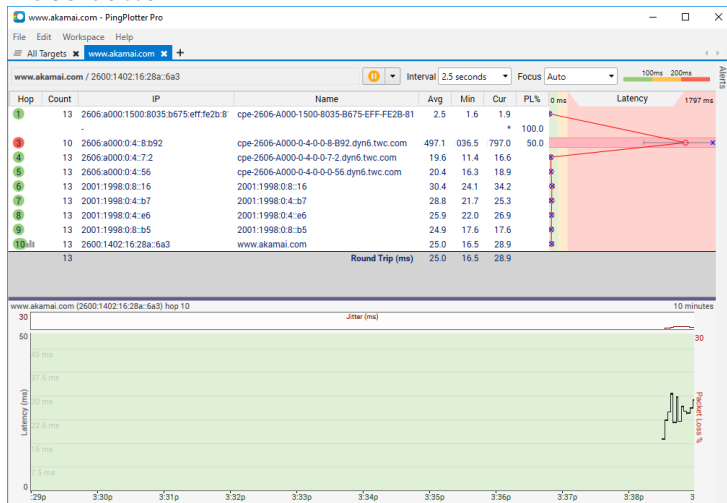 www.akamai.com - PingPlotter Pro
File Edit Workspace Help
All Targets www.akamai.com +
www.akamai.com / 2606:1402:16:28a::6a3 Interval 2.5 seconds Focus Auto 100ms 200ms
Alerts
Hop Count IP Name Avg Min Cur PL% 0 ms Latency 1797 ms
1 13 2606:a000:1500:8035:b675:eff:fe2b:8 cpe-2606-A000-1500-8035-B675-EFF-FE2B-81 2.5 1.6 1.9
- * 100.0
3 10 2606:a000:0:4::8:b92 cpe-2606-A000-0-4-0-0-8-B92.dyn6.twc.com 497.1 036.5 797.0 50.0
4 13 2606:a000:0:4::7:2 cpe-2606-A000-0-4-0-0-7-2.dyn6.twc.com 19.6 11.4 16.6
5 13 2606:a000:0:4::56 cpe-2606-A000-0-4-0-0-0-56.dyn6.twc.com 20.4 16.3 18.9
6 13 2001:1998:0:8::16 2001:1998:0:8::16 30.4 24.1 34.2
7 13 2001:1998:0:4::b7 2001:1998:0:4::b7 28.8 21.7 25.3
8 13 2001:1998:0:4::e6 2001:1998:0:4::e6 25.9 22.0 26.9
9 13 2001:1998:0:8::b5 2001:1998:0:8::b5 24.9 17.6 17.6
10 13 2600:1402:16:28a::6a3 www.akamai.com 25.0 16.5 28.9
13 Round Trip (ms) 25.0 16.5 28.9
www.akamai.com (2600:1402:16:28a::6a3) hop 10 10 minutes
30 Jitter (ms)
50 30
45 ms
37.5 ms
30 ms
22.5 ms
15 ms
7.5 ms
0
Latency (ms)
Packet Loss %
:29p 3:30p 3:31p 3:32p 3:33p 3:34p 3:35p 3:36p 3:37p 3:38p 3